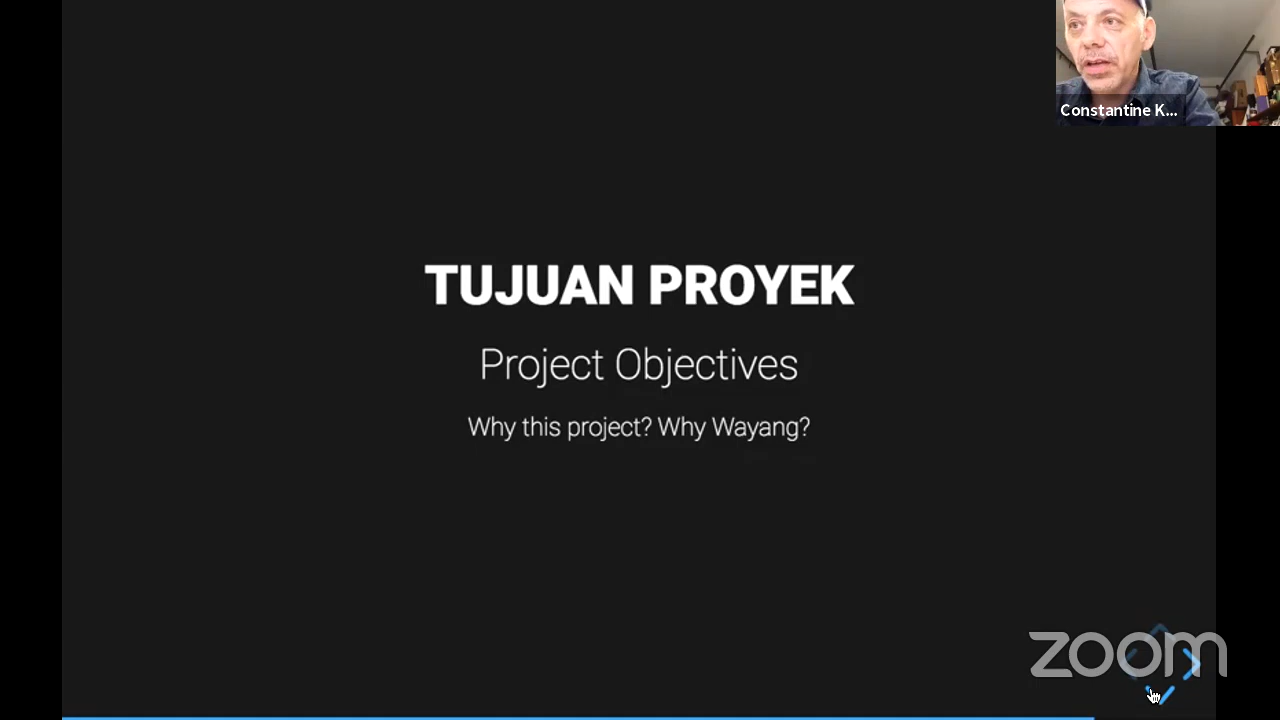 Constantine K...
TUJUAN PROYEK
Project Objectives
Why this project? Why Wayang?
zoom